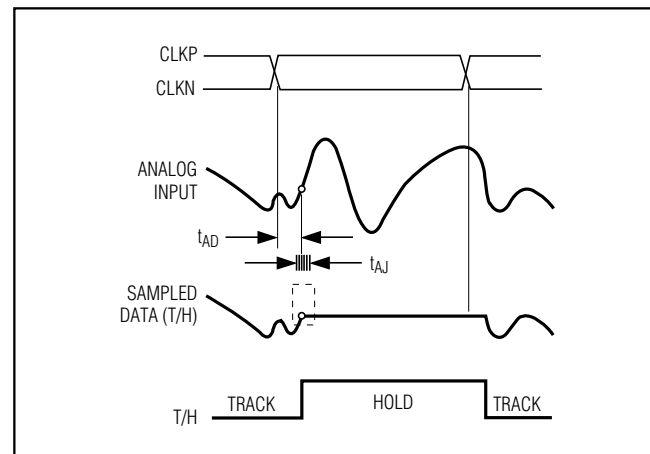 CLKP
CLKN
ANALOG
INPUT
tAD
tAJ
SAMPLED
DATA (T/H)
TRACK
HOLD
TRACK
T/H